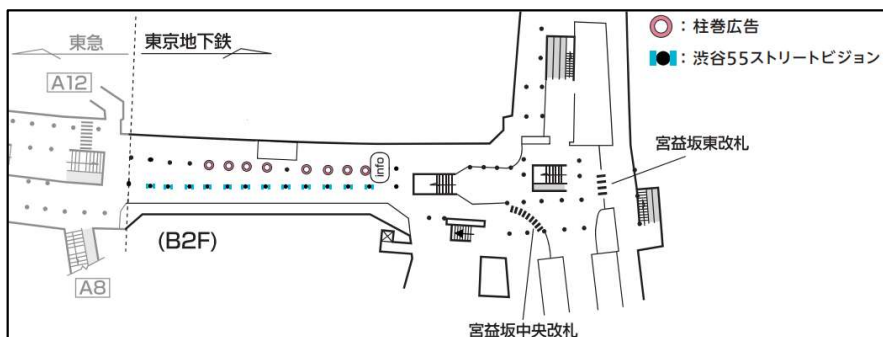 東急
東京地下鉄
A12
：柱巻広告
：渋谷55ストリートビジョン
宮益坂東改札
info
(B2F)
A8
宮益坂中央改札